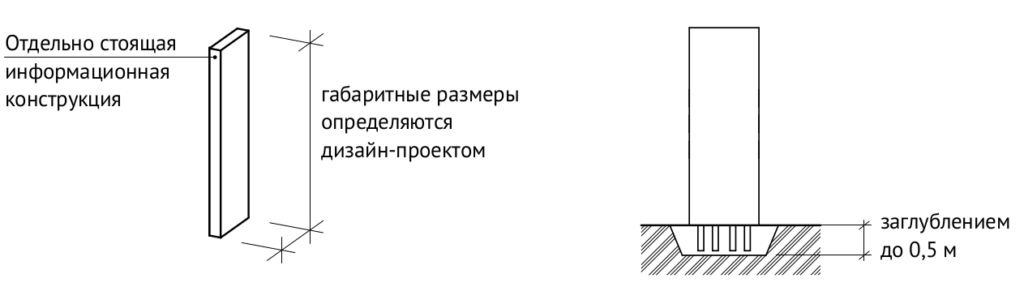 Отдельно стоящая
информационная
конструкция
габаритные размеры
определяются
дизайн-проектом
заглублением
до 0,5 м